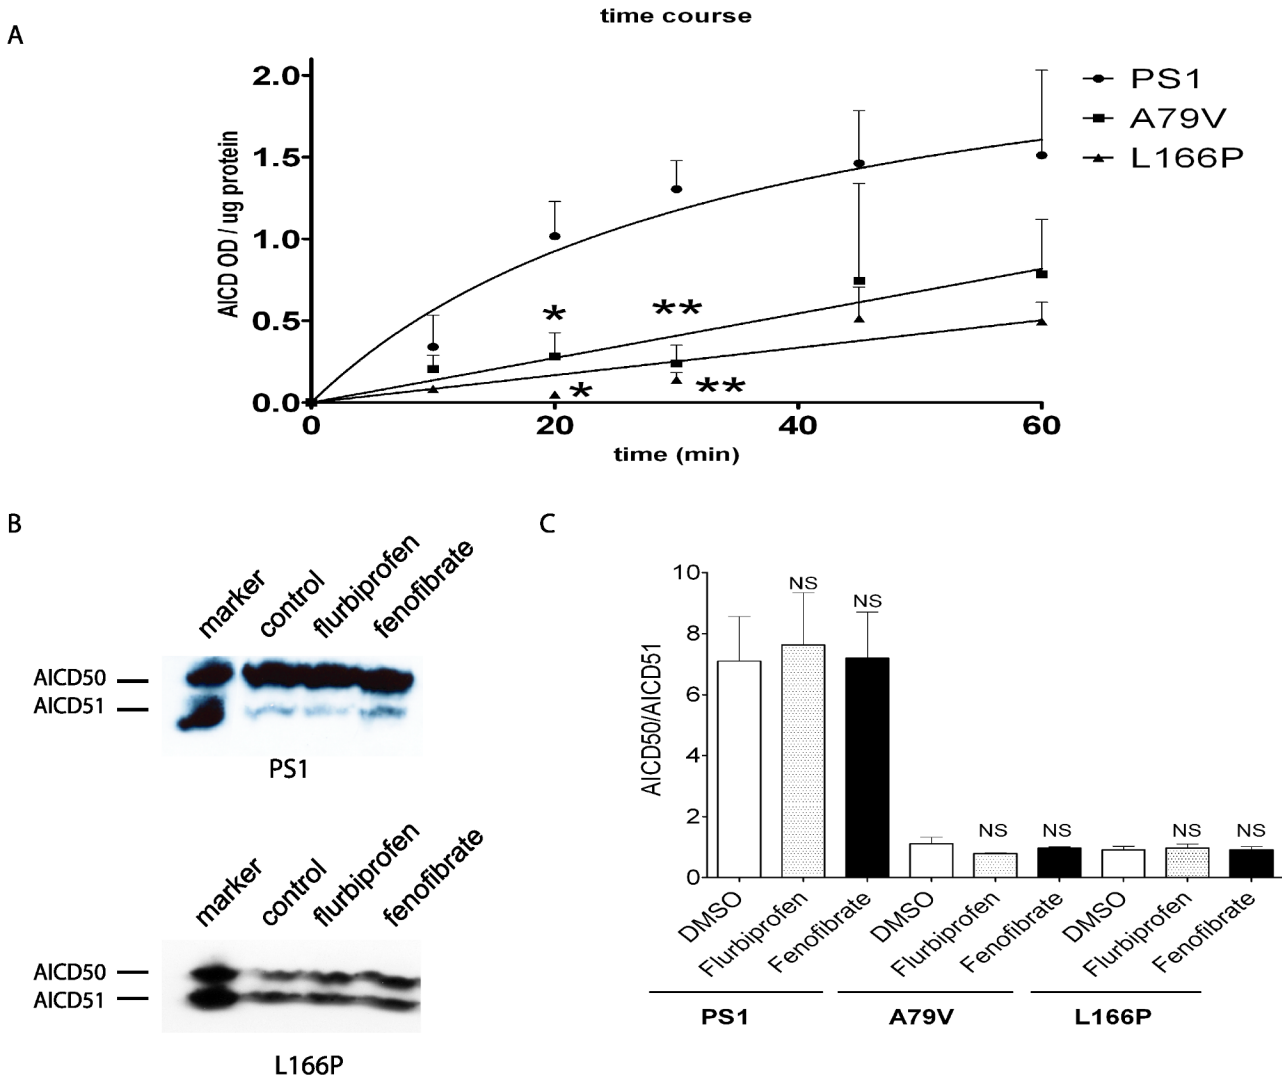 time course
A
AICD OD / ug protein
2.0
1.5
1.0
0.5
0.0
* **
* **
0 20 40 60
time (min)
PS1
A79V
L166P
B
marker control flurbiprofen fenofibrate
AICD50
AICD51
PS1
marker control flurbiprofen fenofibrate
AICD50
AICD51
L166P
C
AICD50/AICD51
10
8
6
4
2
0
NS NS NS NS NS NS
DMSO Flurbiprofen Fenofibrate DMSO Flurbiprofen Fenofibrate DMSO Flurbiprofen Fenofibrate
PS1 A79V L166P